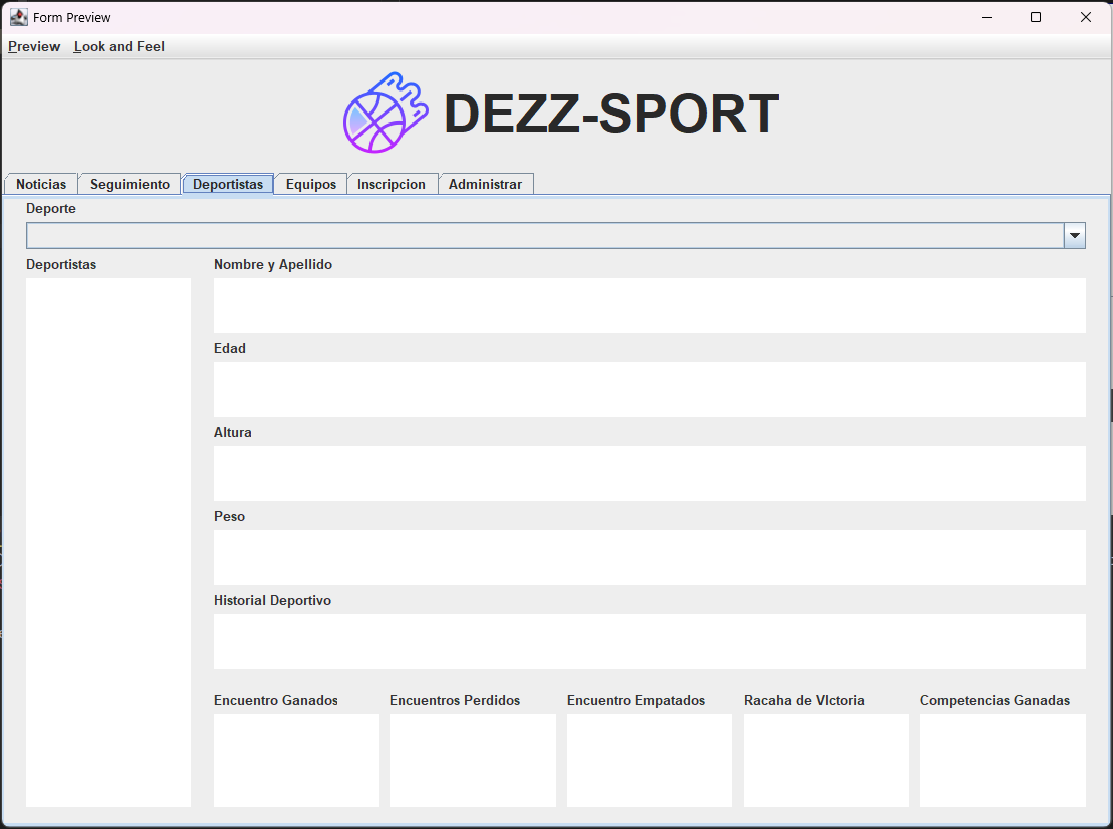 Form Preview
Preview Look and Feel
DEZZ-SPORT
Noticias Seguimiento Deportistas Equipos Inscripcion Administrar
Deporte
Deportistas Nombre y Apellido
Edad
Altura
Peso
Historial Deportivo
Encuentro Ganados Encuentros Perdidos Encuentro Empatados Racaha de VIctoria Competencias Ganadas